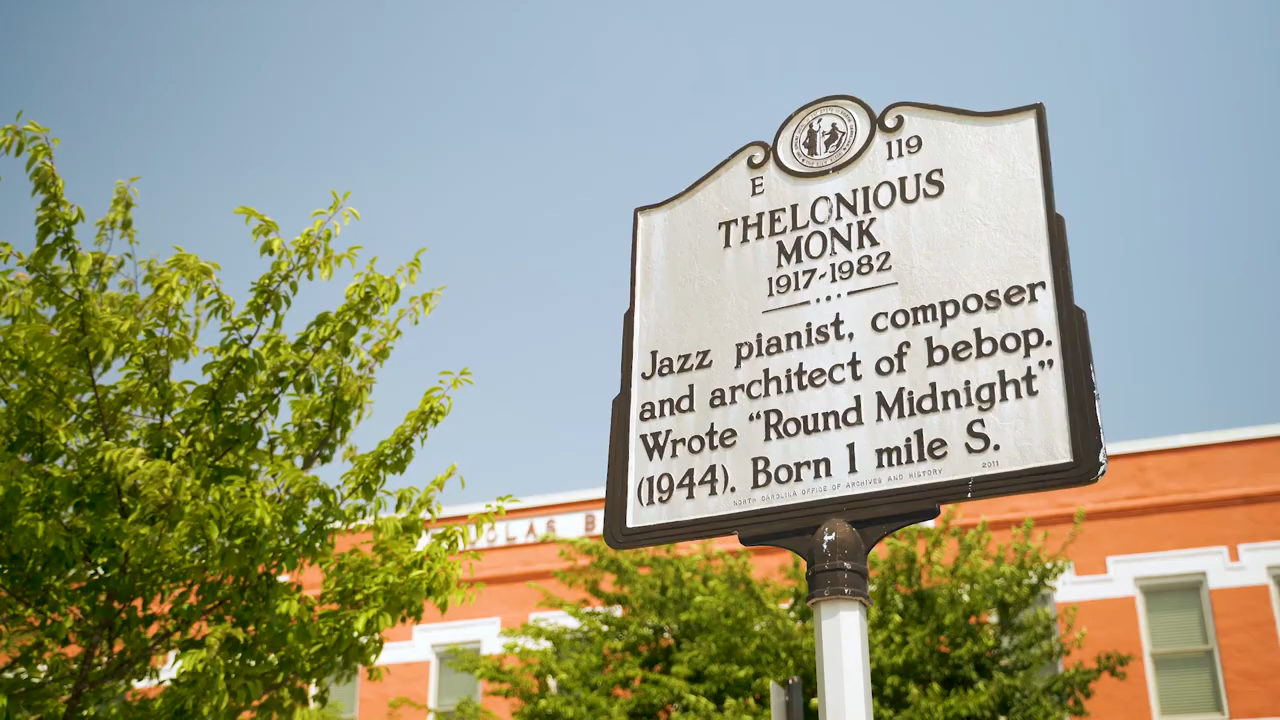 E 119
THELONIOUS
MONK
1917-1982
Jazz pianist, composer
and architect of bebop.
Wrote “Round Midnight”
(1944). Born 1 mile S.
NORTH CAROLINA OFFICE OF ARCHIVES AND HISTORY 2011